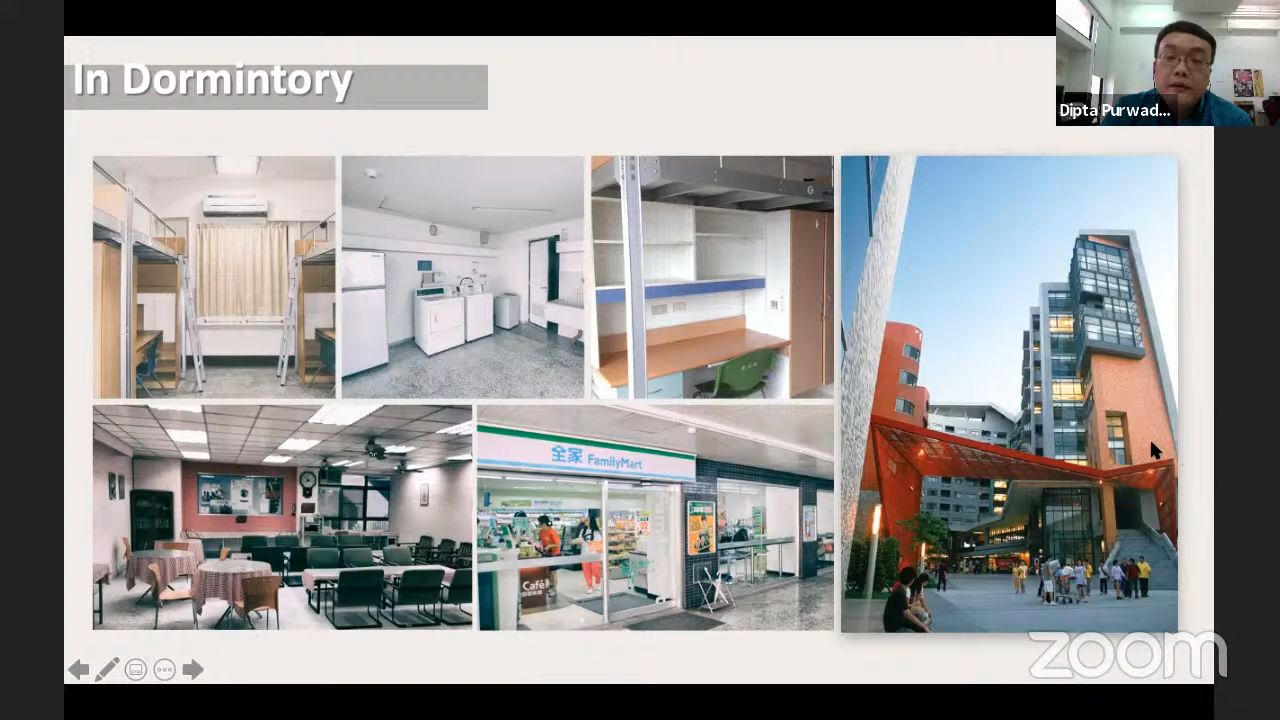 In Dormintory
Dipta Purwad...
全家 FamilyMart
Café
zoom